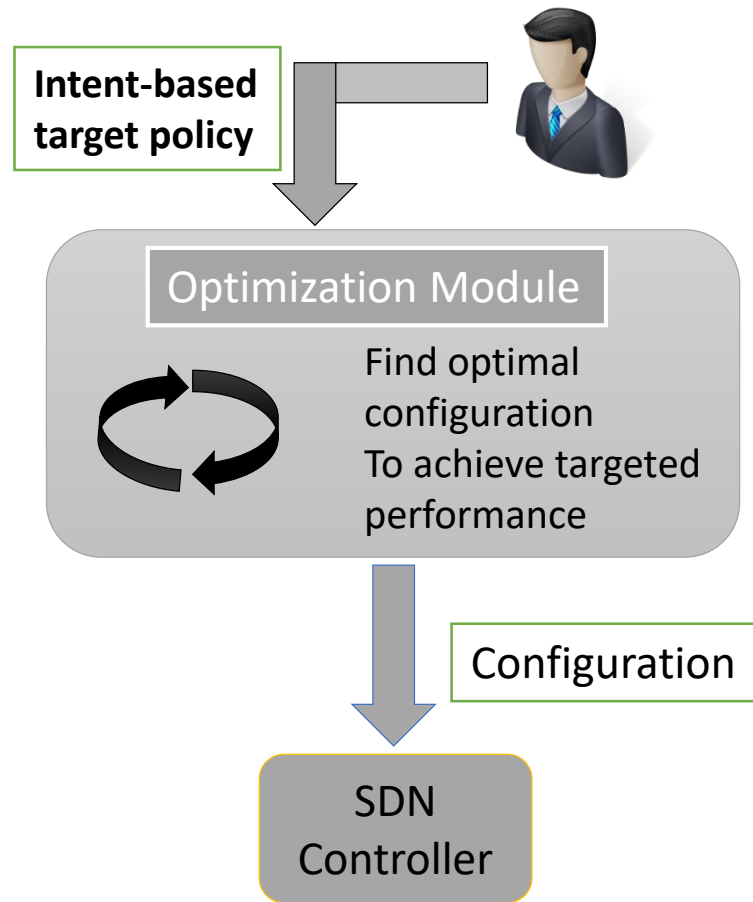 Intent-based
target policy
Optimization Module
Find optimal
configuration
To achieve targeted
performance
Configuration
SDN
Controller